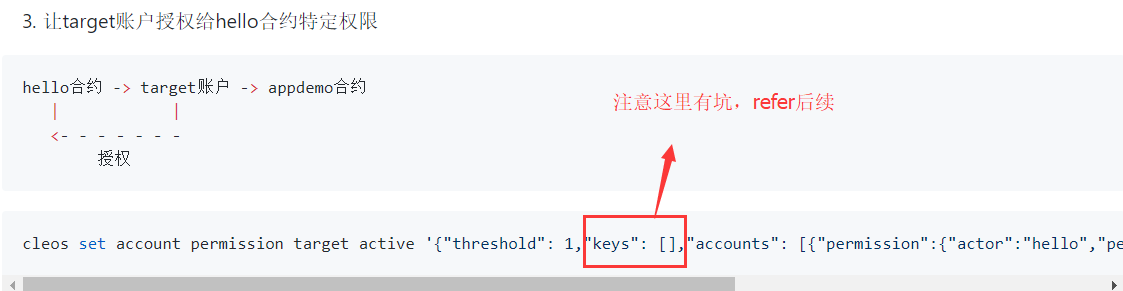 3. 让target账户授权给hello合约特定权限
hello合约 -> target账户 -> appdemo合约
| |
<- - - - - - -
授权
注意这里有坑，refer后续
cleos set account permission target active '{"threshold": 1,"keys": [],"accounts": [{"permission":{"actor":"hello","pe